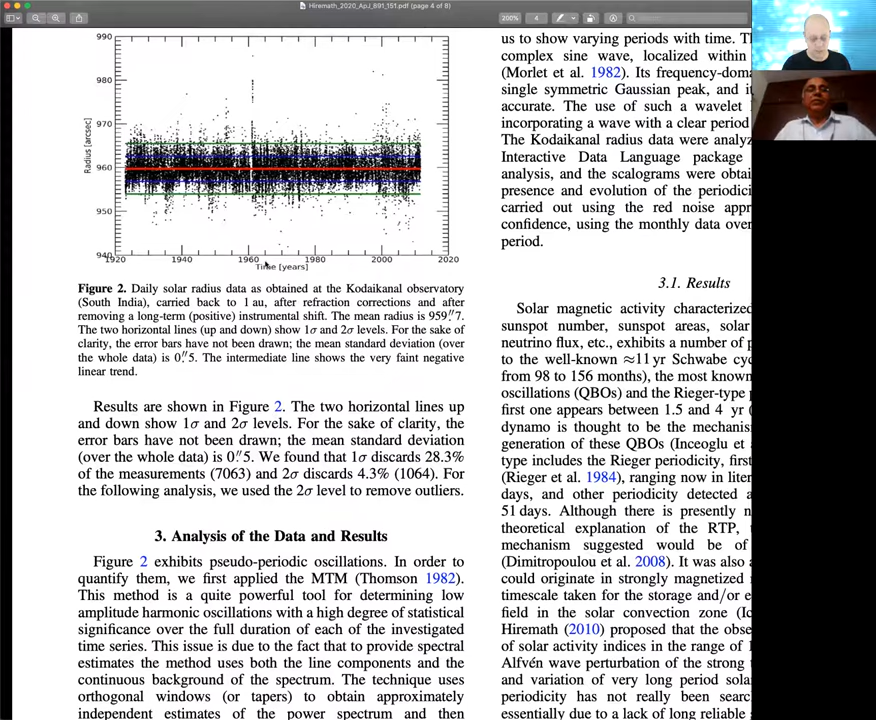 Hiremath_2020_ApJ_891_151.pdf (page 4 of 8)
200%
4
Search
990
980
970
960
950
940
Radius [arcsec]
1920
1940
1960
1980
2000
2020
Time [years]
Figure 2. Daily solar radius data as obtained at the Kodaikanal observatory
(South India), carried back to 1 au, after refraction corrections and after
removing a long-term (positive) instrumental shift. The mean radius is 959.″7.
The two horizontal lines (up and down) show 1σ and 2σ levels. For the sake of
clarity, the error bars have not been drawn; the mean standard deviation (over
the whole data) is 0.″5. The intermediate line shows the very faint negative
linear trend.
Results are shown in Figure 2. The two horizontal lines up
and down show 1σ and 2σ levels. For the sake of clarity, the
error bars have not been drawn; the mean standard deviation
(over the whole data) is 0.″5. We found that 1σ discards 28.3%
of the measurements (7063) and 2σ discards 4.3% (1064). For
the following analysis, we used the 2σ level to remove outliers.
3. Analysis of the Data and Results
Figure 2 exhibits pseudo-periodic oscillations. In order to
quantify them, we first applied the MTM (Thomson 1982).
This method is a quite powerful tool for determining low
amplitude harmonic oscillations with a high degree of statistical
significance over the full duration of each of the investigated
time series. This issue is due to the fact that to provide spectral
estimates the method uses both the line components and the
continuous background of the spectrum. The technique uses
orthogonal windows (or tapers) to obtain approximately
independent estimates of the power spectrum and then
us to show varying periods with time. T
complex sine wave, localized within
(Morlet et al. 1982). Its frequency-doma
single symmetric Gaussian peak, and i
accurate. The use of such a wavelet
incorporating a wave with a clear period
The Kodaikanal radius data were analyz
Interactive Data Language package
analysis, and the scalograms were obtai
presence and evolution of the periodici
carried out using the red noise appr
confidence, using the monthly data over
period.
3.1. Results
Solar magnetic activity characterized
sunspot number, sunspot areas, solar
neutrino flux, etc., exhibits a number of p
to the well-known ≈11 yr Schwabe cyc
from 98 to 156 months), the most known
oscillations (QBOs) and the Rieger-type
first one appears between 1.5 and 4 yr (
dynamo is thought to be the mechanis
generation of these QBOs (Inceoglu et
type includes the Rieger periodicity, first
(Rieger et al. 1984), ranging now in liter
days, and other periodicity detected a
51 days. Although there is presently n
theoretical explanation of the RTP,
mechanism suggested would be of
(Dimitropoulou et al. 2008). It was also
could originate in strongly magnetized
timescale taken for the storage and/or e
field in the solar convection zone (Ic
Hiremath (2010) proposed that the obse
of solar activity indices in the range of 1
Alfvén wave perturbation of the strong
and variation of very long period sola
periodicity has not really been searc
essentially due to a lack of long reliable